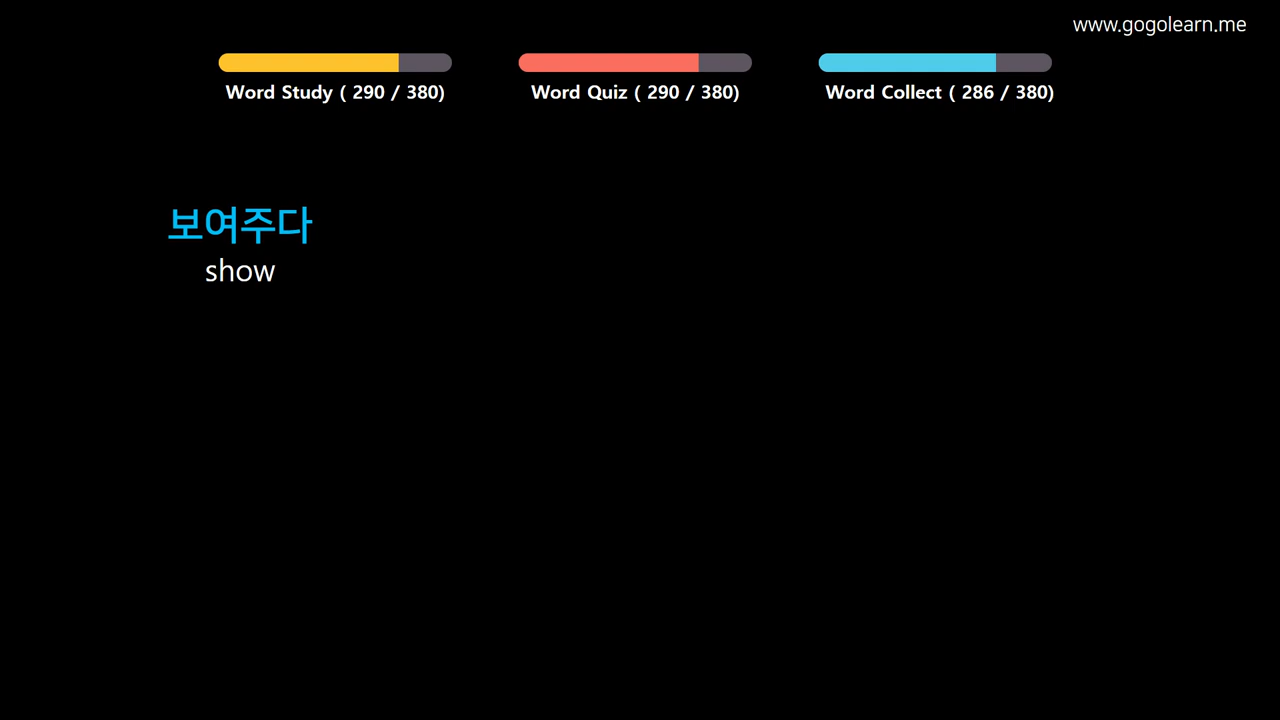 www.gogolearn.me
Word Study ( 290 / 380)
Word Quiz ( 290 / 380)
Word Collect ( 286 / 380)
보여주다
show